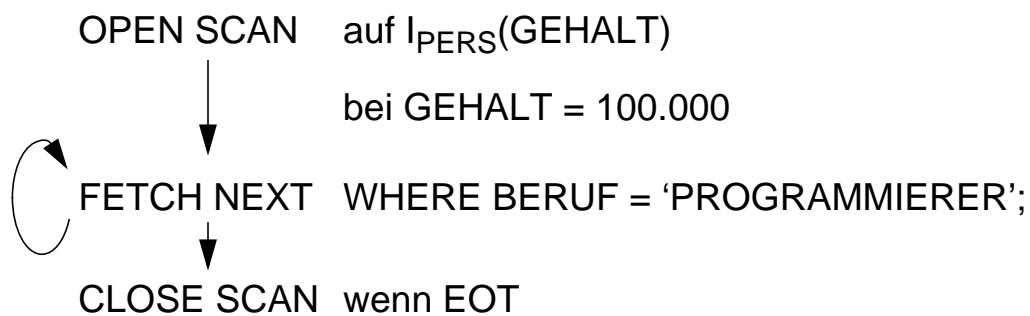 OPEN SCAN auf I_PERS(GEHALT)
bei GEHALT = 100.000
FETCH NEXT WHERE BERUF = ‘PROGRAMMIERER’;
CLOSE SCAN wenn EOT